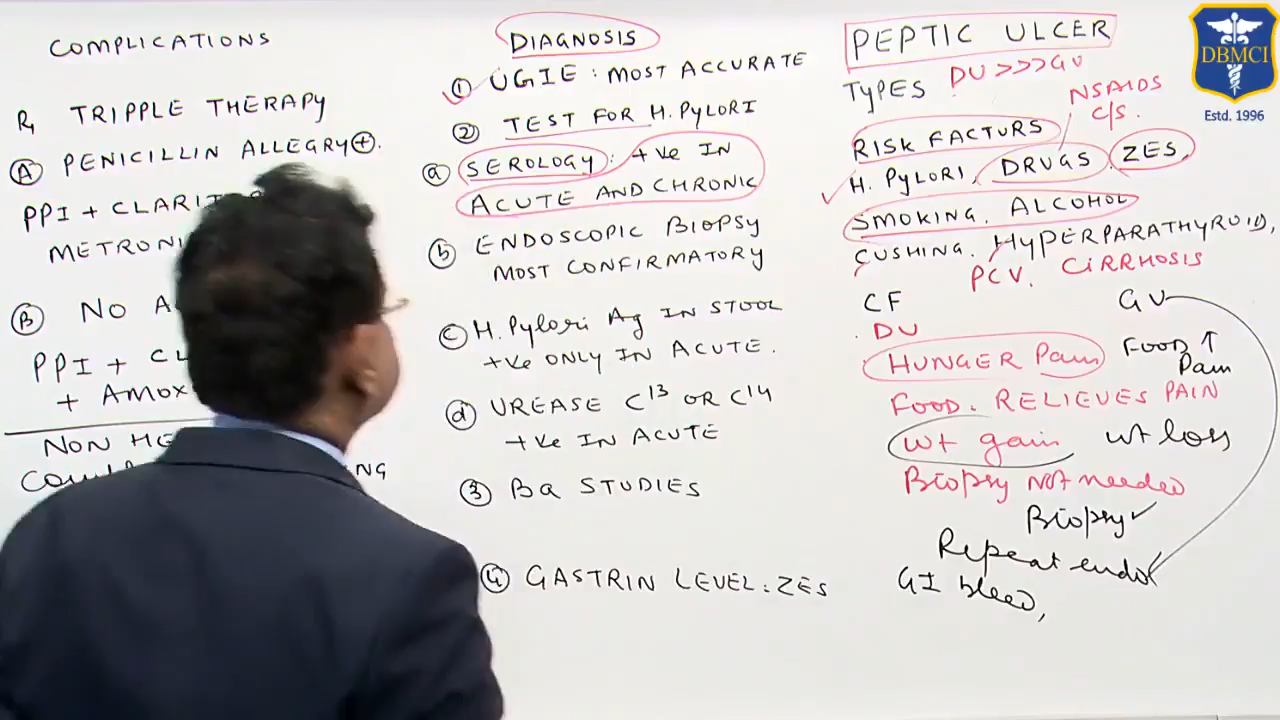 COMPLICATIONS
Rx TRIPPLE THERAPY
A PENICILLIN ALLEGRY +.
PPI + CLARIT
METRONI
B NO A
PPI + CL
+ AMOX
NON HE
COM ING
DIAGNOSIS
1 UGIE : MOST ACCURATE
2 TEST FOR H. PYLORI
a SEROLOGY : +ve IN
ACUTE AND CHRONIC
b ENDOSCOPIC BIOPSY
MOST CONFIRMATORY
c H. Pylori Ag IN STOOL
+ve ONLY IN ACUTE.
d UREASE C13 OR C14
+ve IN ACUTE
3 Ba STUDIES
4 GASTRIN LEVEL : ZES
PEPTIC ULCER
TYPES DU >>> GU
NSAIDS
C/S.
RISK FACTORS
H. PYLORI, DRUGS, ZES,
SMOKING. ALCOHOL
CUSHING. HYPERPARATHYROID,
PCV. CIRRHOSIS
CF GU
DU
HUNGER Pain FOOD ↑
Pain
FOOD. RELIEVES PAIN
wt gain wt loss
Biopsy Not needed
Biopsy ✓
Repeat endo
GI bleed,
DBMCI
Estd. 1996